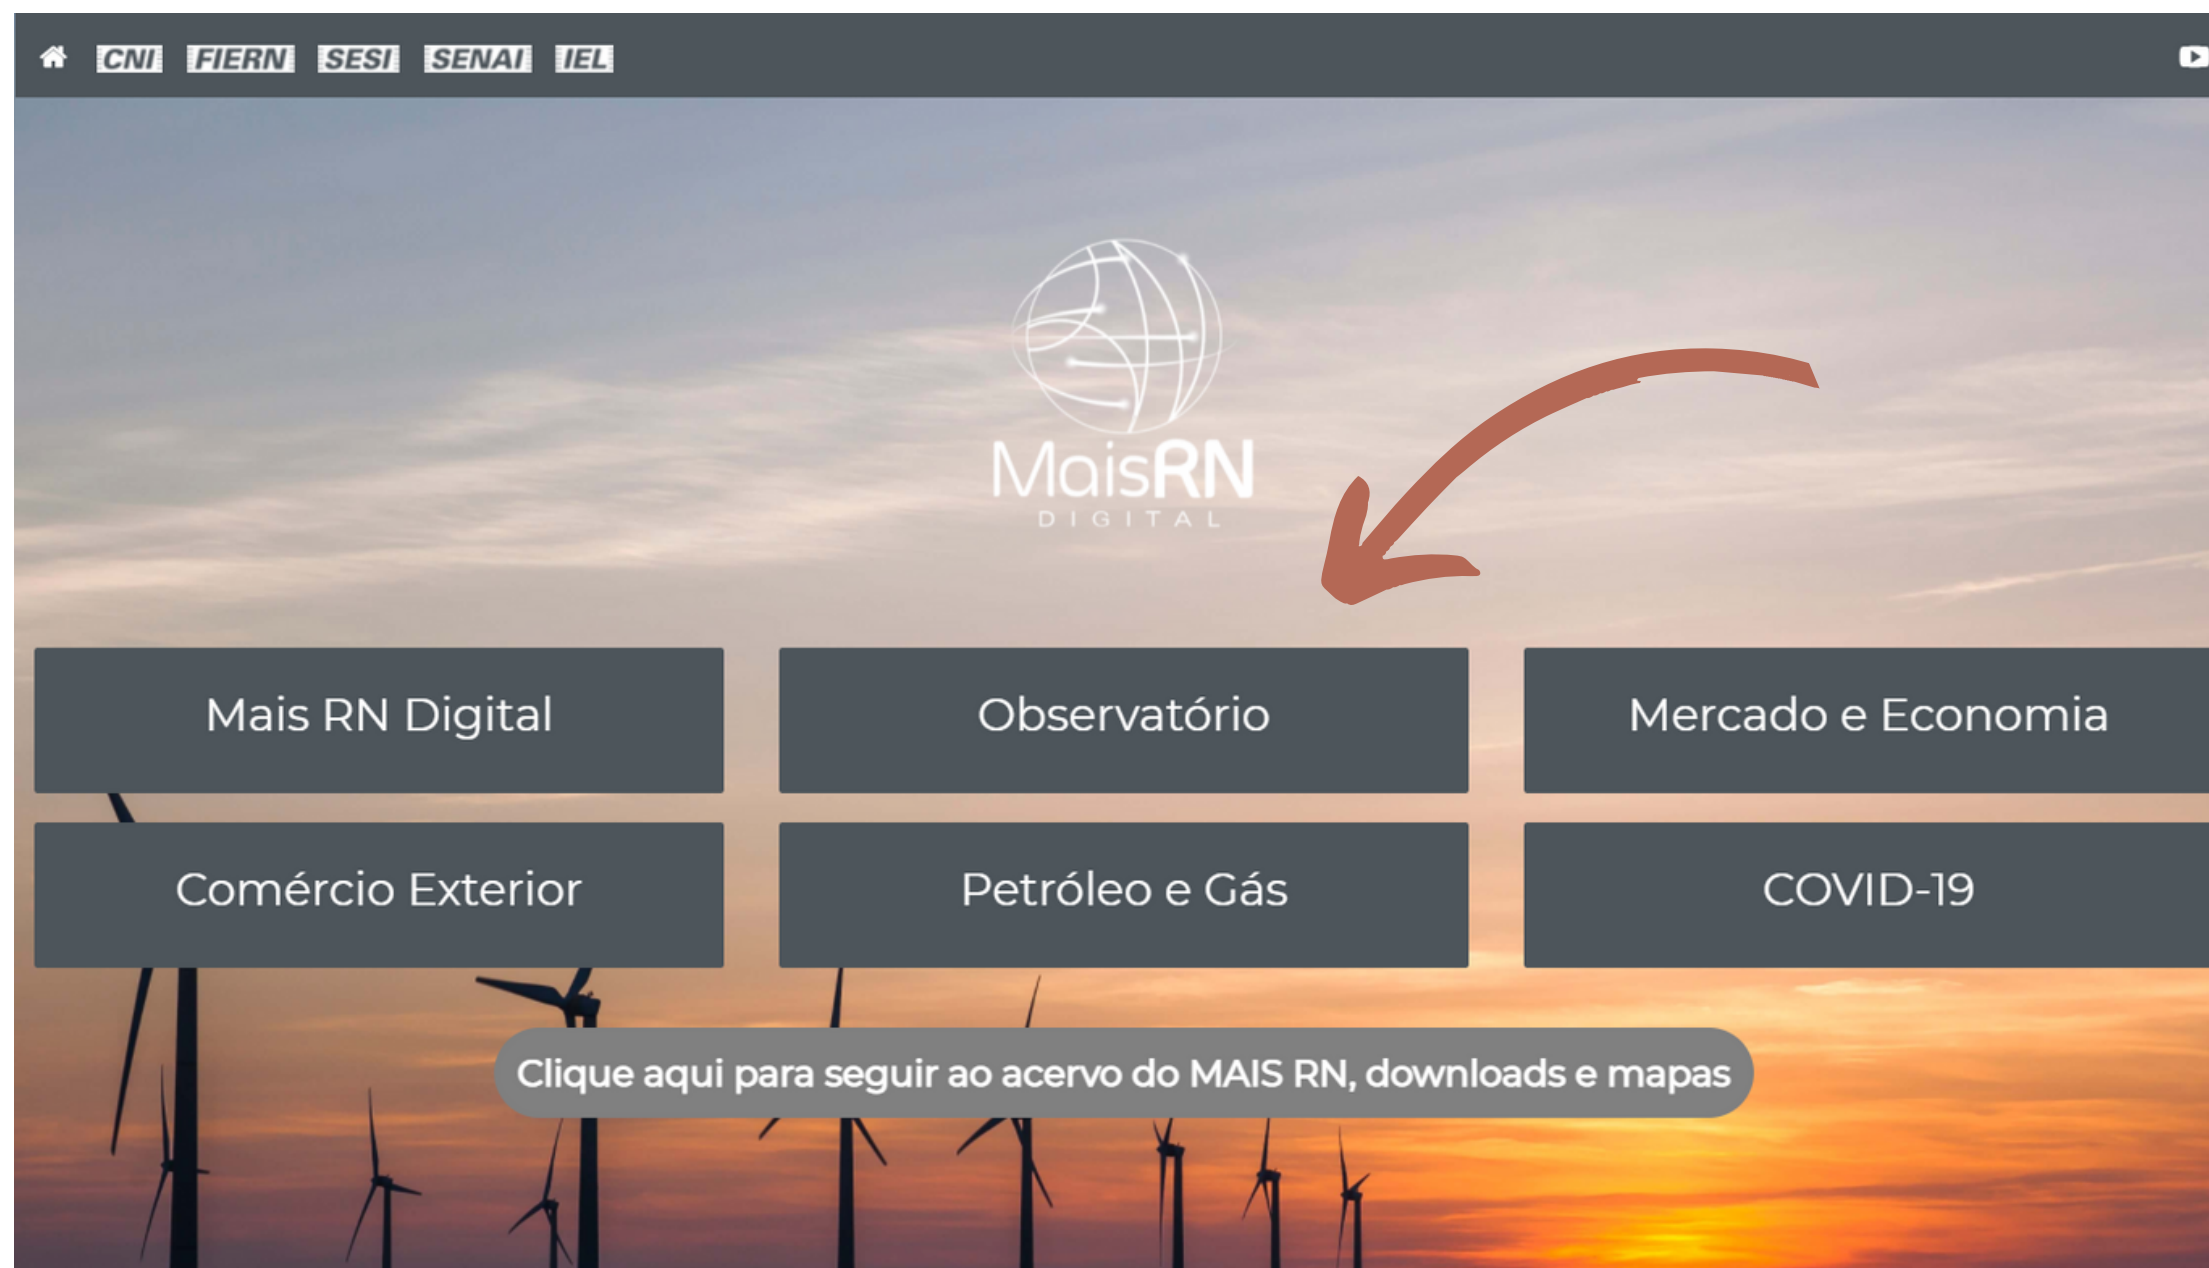 CNI FIERN SESI SENAI IEL
MaisRN
DIGITAL
Mais RN Digital
Observatório
Mercado e Economia
Comércio Exterior
Petróleo e Gás
COVID-19
Clique aqui para seguir ao acervo do MAIS RN, downloads e mapas